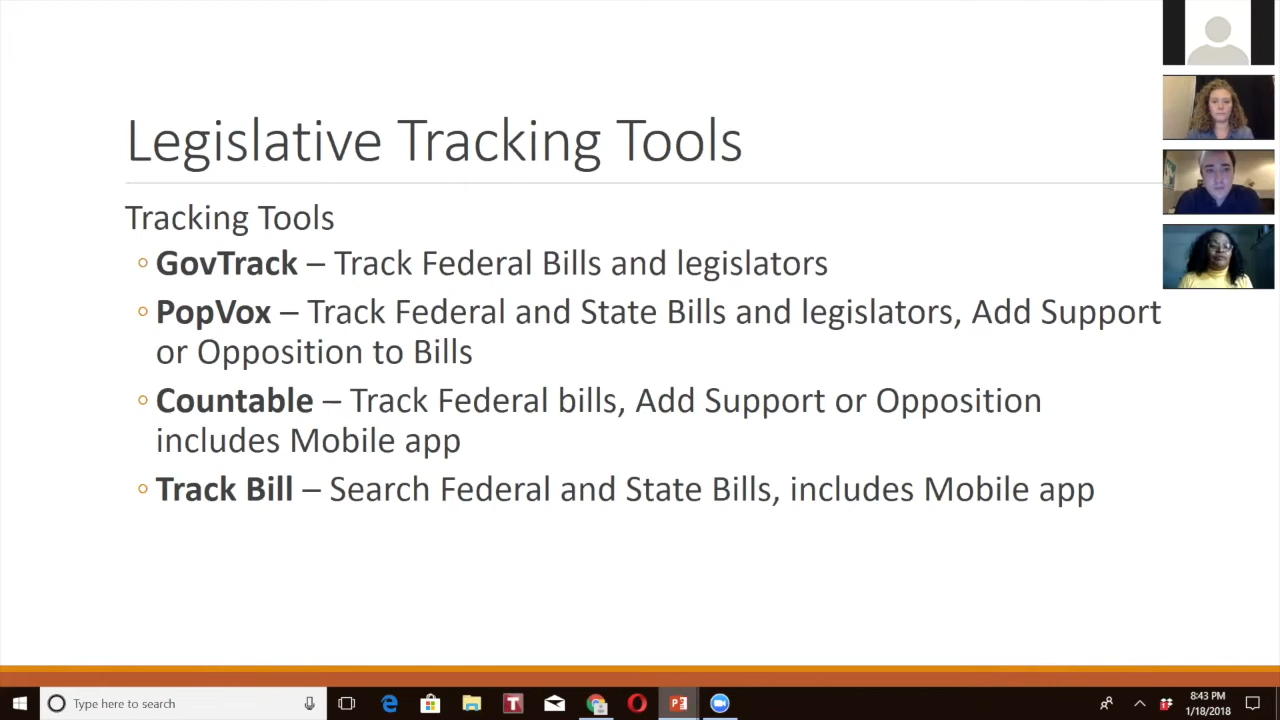 Legislative Tracking Tools
Tracking Tools
◦ GovTrack – Track Federal Bills and legislators
◦ PopVox – Track Federal and State Bills and legislators, Add Support
or Opposition to Bills
◦ Countable – Track Federal bills, Add Support or Opposition
includes Mobile app
◦ Track Bill – Search Federal and State Bills, includes Mobile app
Type here to search
8:43 PM
1/18/2018